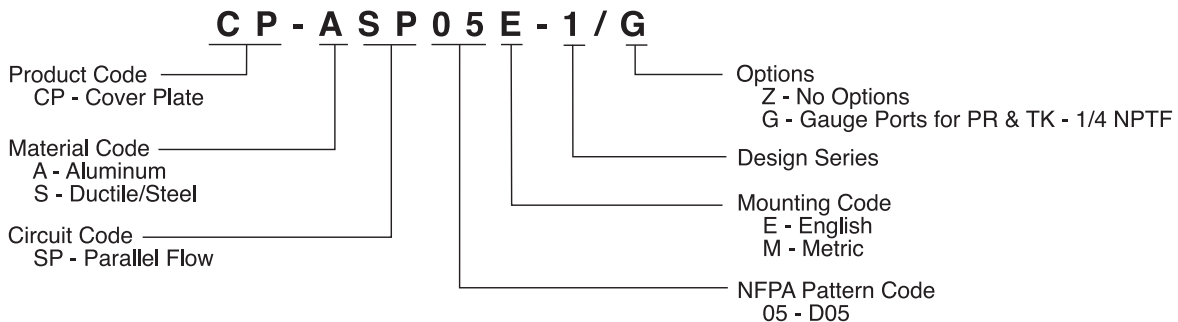 CP-ASP05E-1/G
Product Code
CP - Cover Plate
Material Code
A - Aluminum
S - Ductile/Steel
Circuit Code
SP - Parallel Flow
Options
Z - No Options
G - Gauge Ports for PR & TK - 1/4 NPTF
Design Series
Mounting Code
E - English
M - Metric
NFPA Pattern Code
05 - D05